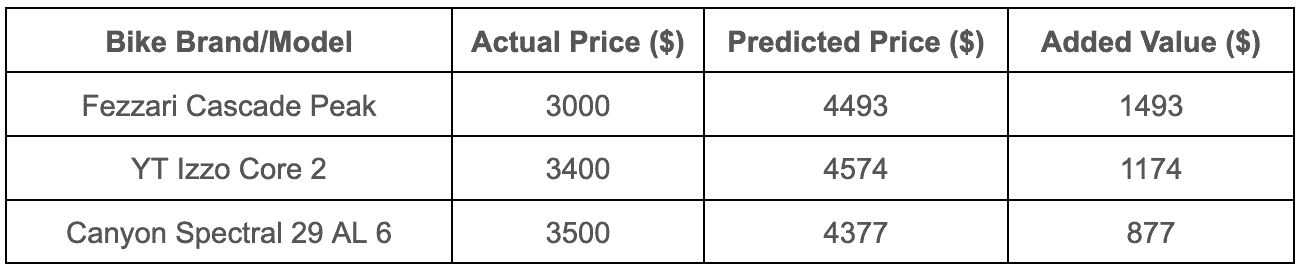 Bike Brand/Model Actual Price ($) Predicted Price ($) Added Value ($)
Fezzari Cascade Peak 3000 4493 1493
YT Izzo Core 2 3400 4574 1174
Canyon Spectral 29 AL 6 3500 4377 877